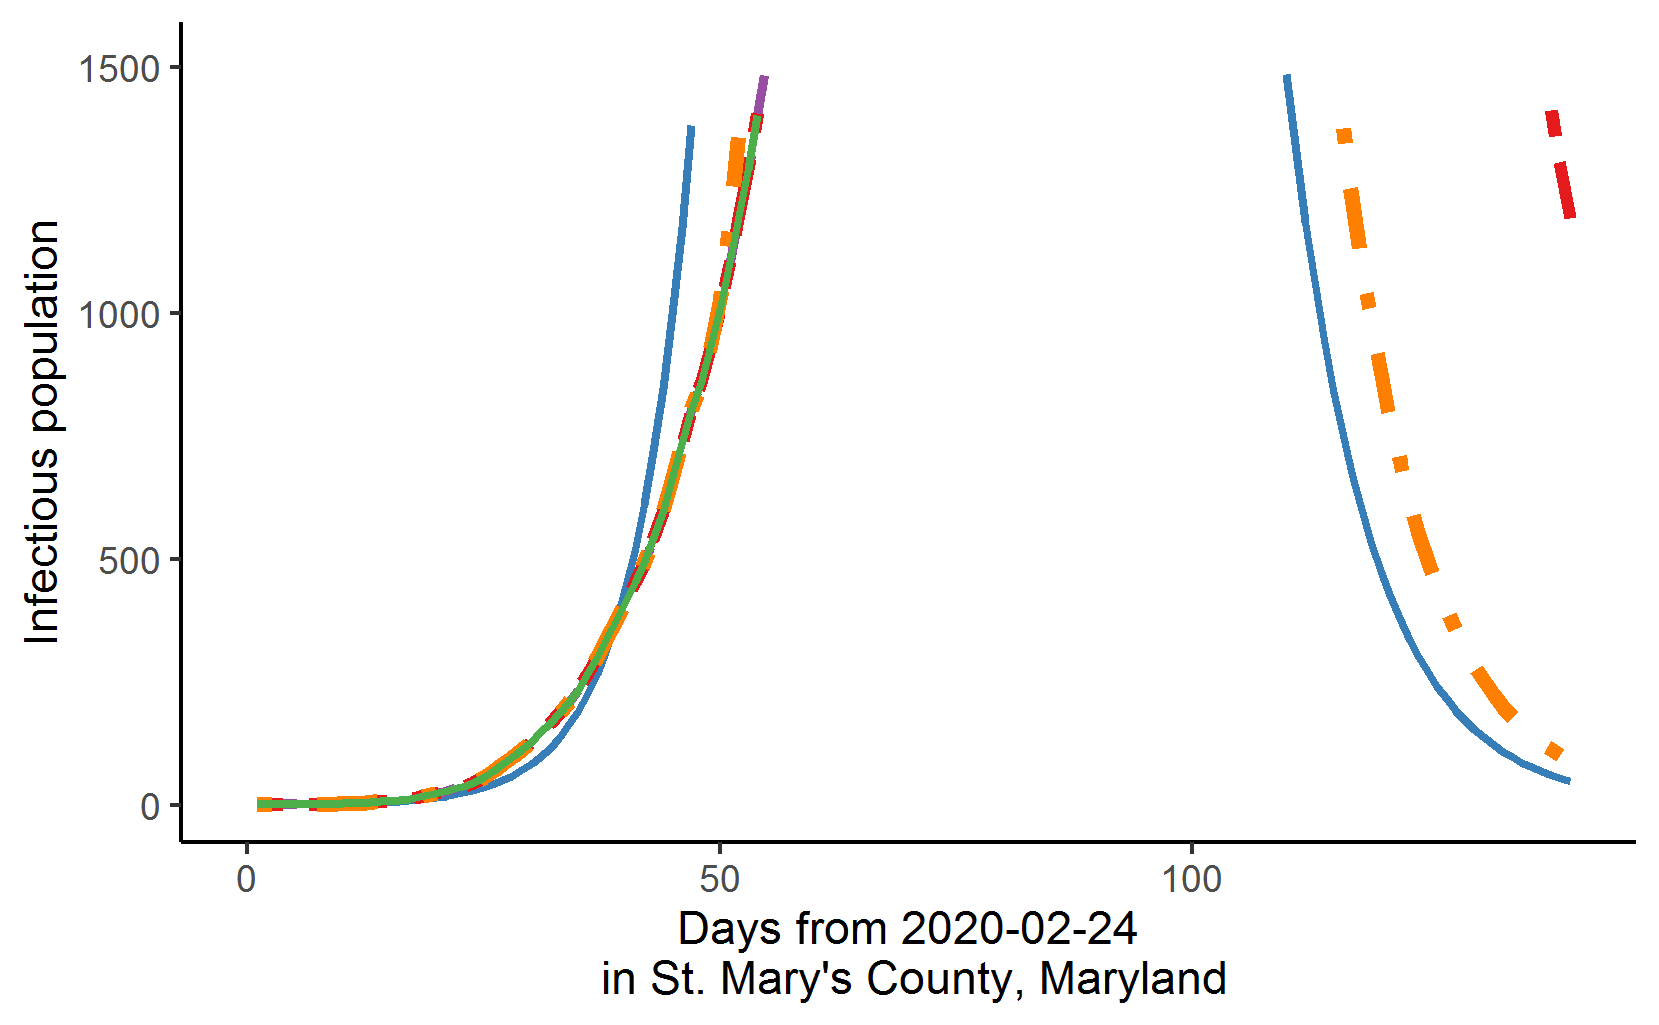 1500
1000
500
0
Infectious population
0 50 100
Days from 2020-02-24
in St. Mary's County, Maryland